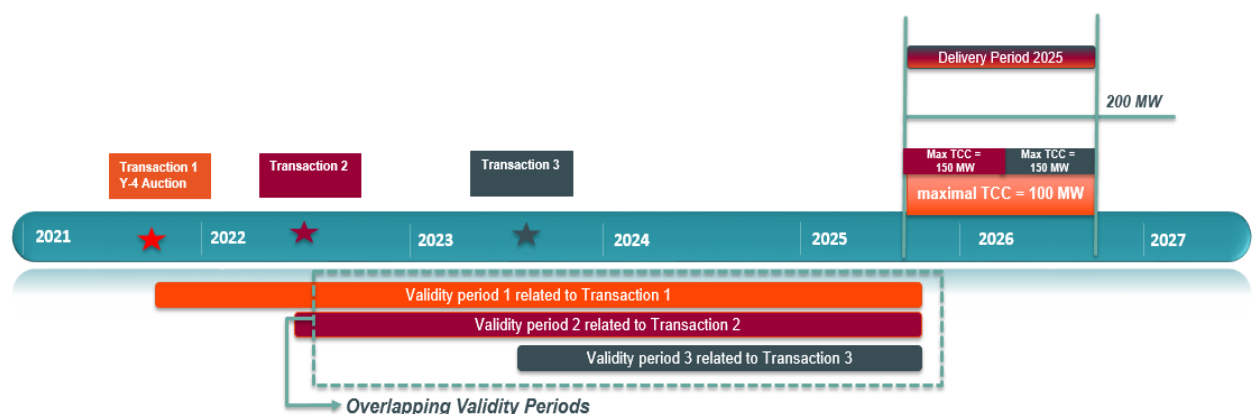 Delivery Period 2025
200 MW
Transaction 1
Y-4 Auction
Transaction 2
Transaction 3
Max TCC =
150 MW
Max TCC =
150 MW
maximal TCC = 100 MW
2021
2022
2023
2024
2025
2026
2027
Validity period 1 related to Transaction 1
Validity period 2 related to Transaction 2
Validity period 3 related to Transaction 3
Overlapping Validity Periods